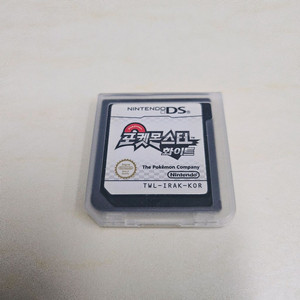 NINTENDO DS
포켓몬스터
화이트
The Pokémon Company
Nintendo
TWL-IRAK-KOR